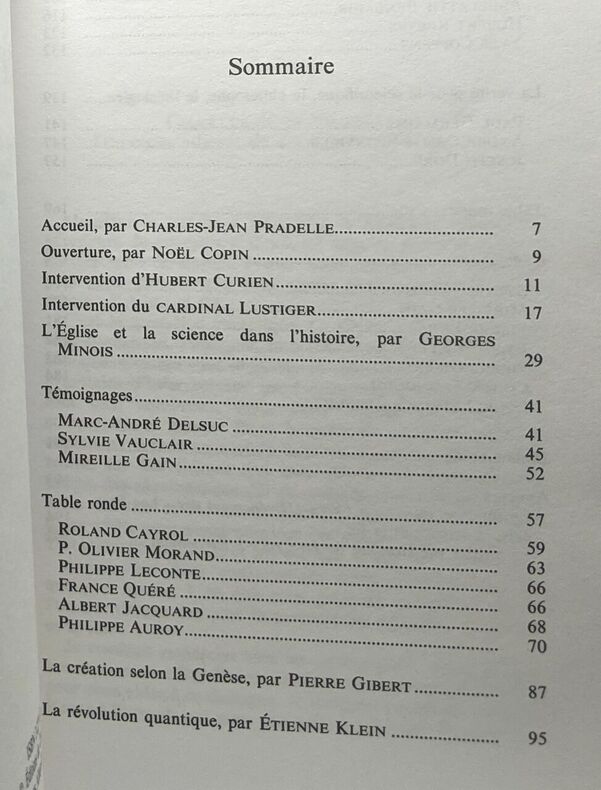 Sommaire
Accueil, par CHARLES-JEAN PRADELLE.................................. 7
Ouverture, par NOËL COPIN .................................................. 9
Intervention d'HUBERT CURIEN............................................. 11
Intervention du CARDINAL LUSTIGER..................................... 17
L'Église et la science dans l'histoire, par GEORGES
MINOIS .............................................................................. 29
Témoignages........................................................................... 41
MARC-ANDRÉ DELSUC ........................................................ 41
SYLVIE VAUCLAIR ............................................................... 45
MIREILLE GAIN................................................................... 52
Table ronde ............................................................................ 57
ROLAND CAYROL ................................................................ 59
P. OLIVIER MORAND........................................................... 63
PHILIPPE LECONTE.............................................................. 66
FRANCE QUÉRÉ .................................................................. 66
ALBERT JACQUARD ............................................................. 68
PHILIPPE AUROY................................................................. 70
La création selon la Genèse, par PIERRE GIBERT.................. 87
La révolution quantique, par ÉTIENNE KLEIN ...................... 95